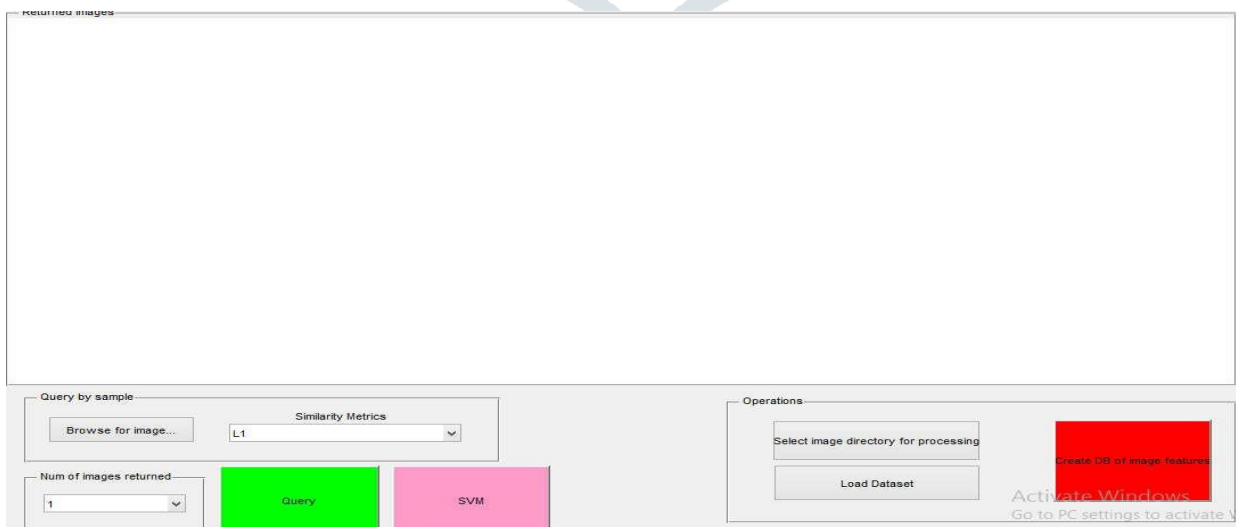 Returned Images
Query by sample
Browse for image...
Similarity Metrics
L1
Num of images returned
1
Query
SVM
Operations
Select image directory for processing
Load Dataset
Create DB of image features
Activate Windows
Go to PC settings to activate